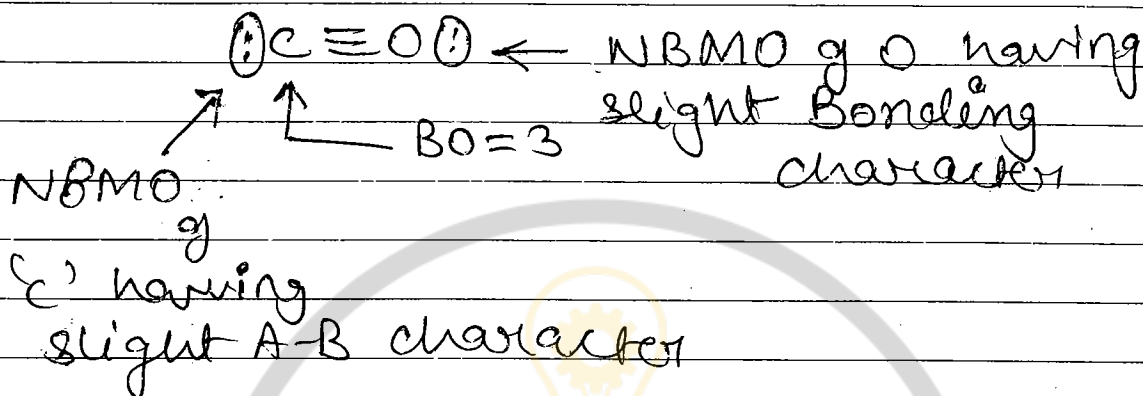 :C≡O: ← NBMO of O having
slight Bonding
character
BO=3
NBMO
of
'C' having
slight A-B character